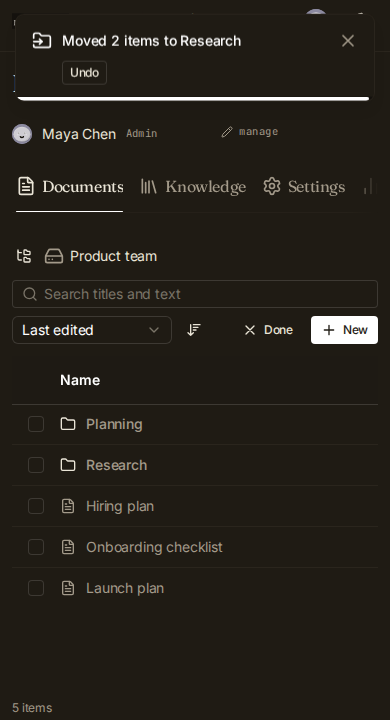 Moved 2 items to Research
Undo
Maya Chen Admin manage
Documents Knowledge Settings
Product team
Search titles and text
Last edited Done New
Name
Planning
Research
Hiring plan
Onboarding checklist
Launch plan
5 items